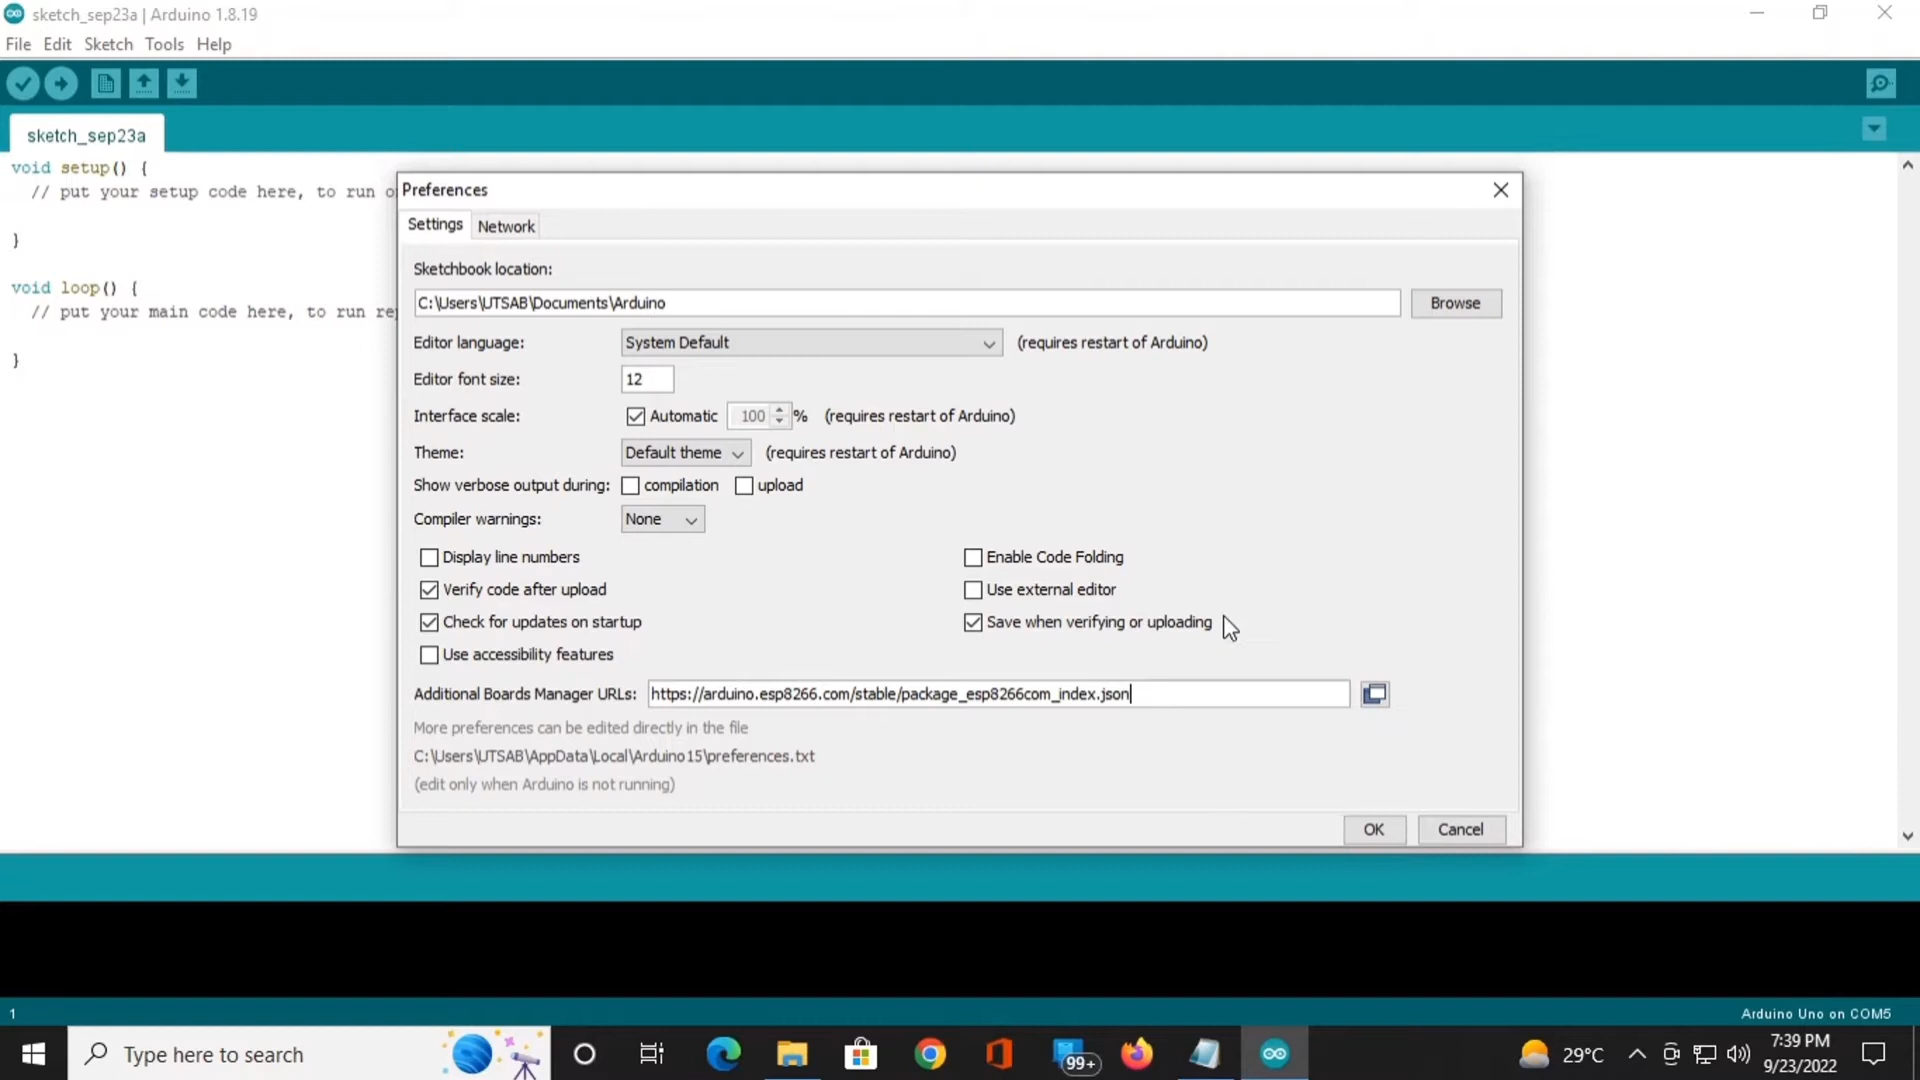 sketch_sep23a | Arduino 1.8.19
File Edit Sketch Tools Help
sketch_sep23a
void setup() {
// put your setup code here, to run o
}
void loop() {
// put your main code here, to run re
}
Preferences
Settings Network
Sketchbook location:
C:\Users\UTSAB\Documents\Arduino Browse
Editor language: System Default (requires restart of Arduino)
Editor font size: 12
Interface scale: Automatic 100 % (requires restart of Arduino)
Theme: Default theme (requires restart of Arduino)
Show verbose output during: compilation upload
Compiler warnings: None
Display line numbers Enable Code Folding
Verify code after upload Use external editor
Check for updates on startup Save when verifying or uploading
Use accessibility features
Additional Boards Manager URLs: https://arduino.esp8266.com/stable/package_esp8266com_index.json
More preferences can be edited directly in the file
C:\Users\UTSAB\AppData\Local\Arduino15\preferences.txt
(edit only when Arduino is not running)
OK Cancel
1 Arduino Uno on COM5
Type here to search 99+ 29°C 7:39 PM
9/23/2022